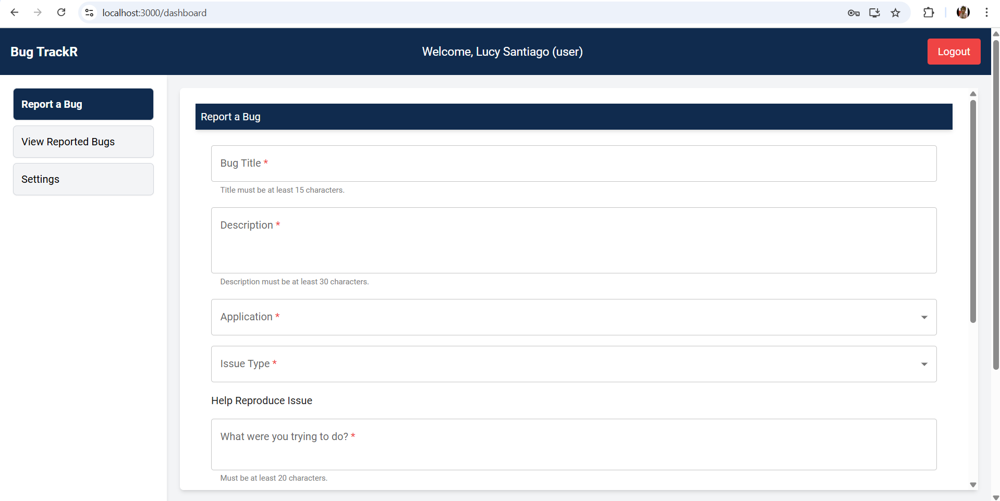 localhost:3000/dashboard
Bug TrackR
Welcome, Lucy Santiago (user)
Logout
Report a Bug
View Reported Bugs
Settings
Report a Bug
Bug Title *
Title must be at least 15 characters.
Description *
Description must be at least 30 characters.
Application *
Issue Type *
Help Reproduce Issue
What were you trying to do? *
Must be at least 20 characters.